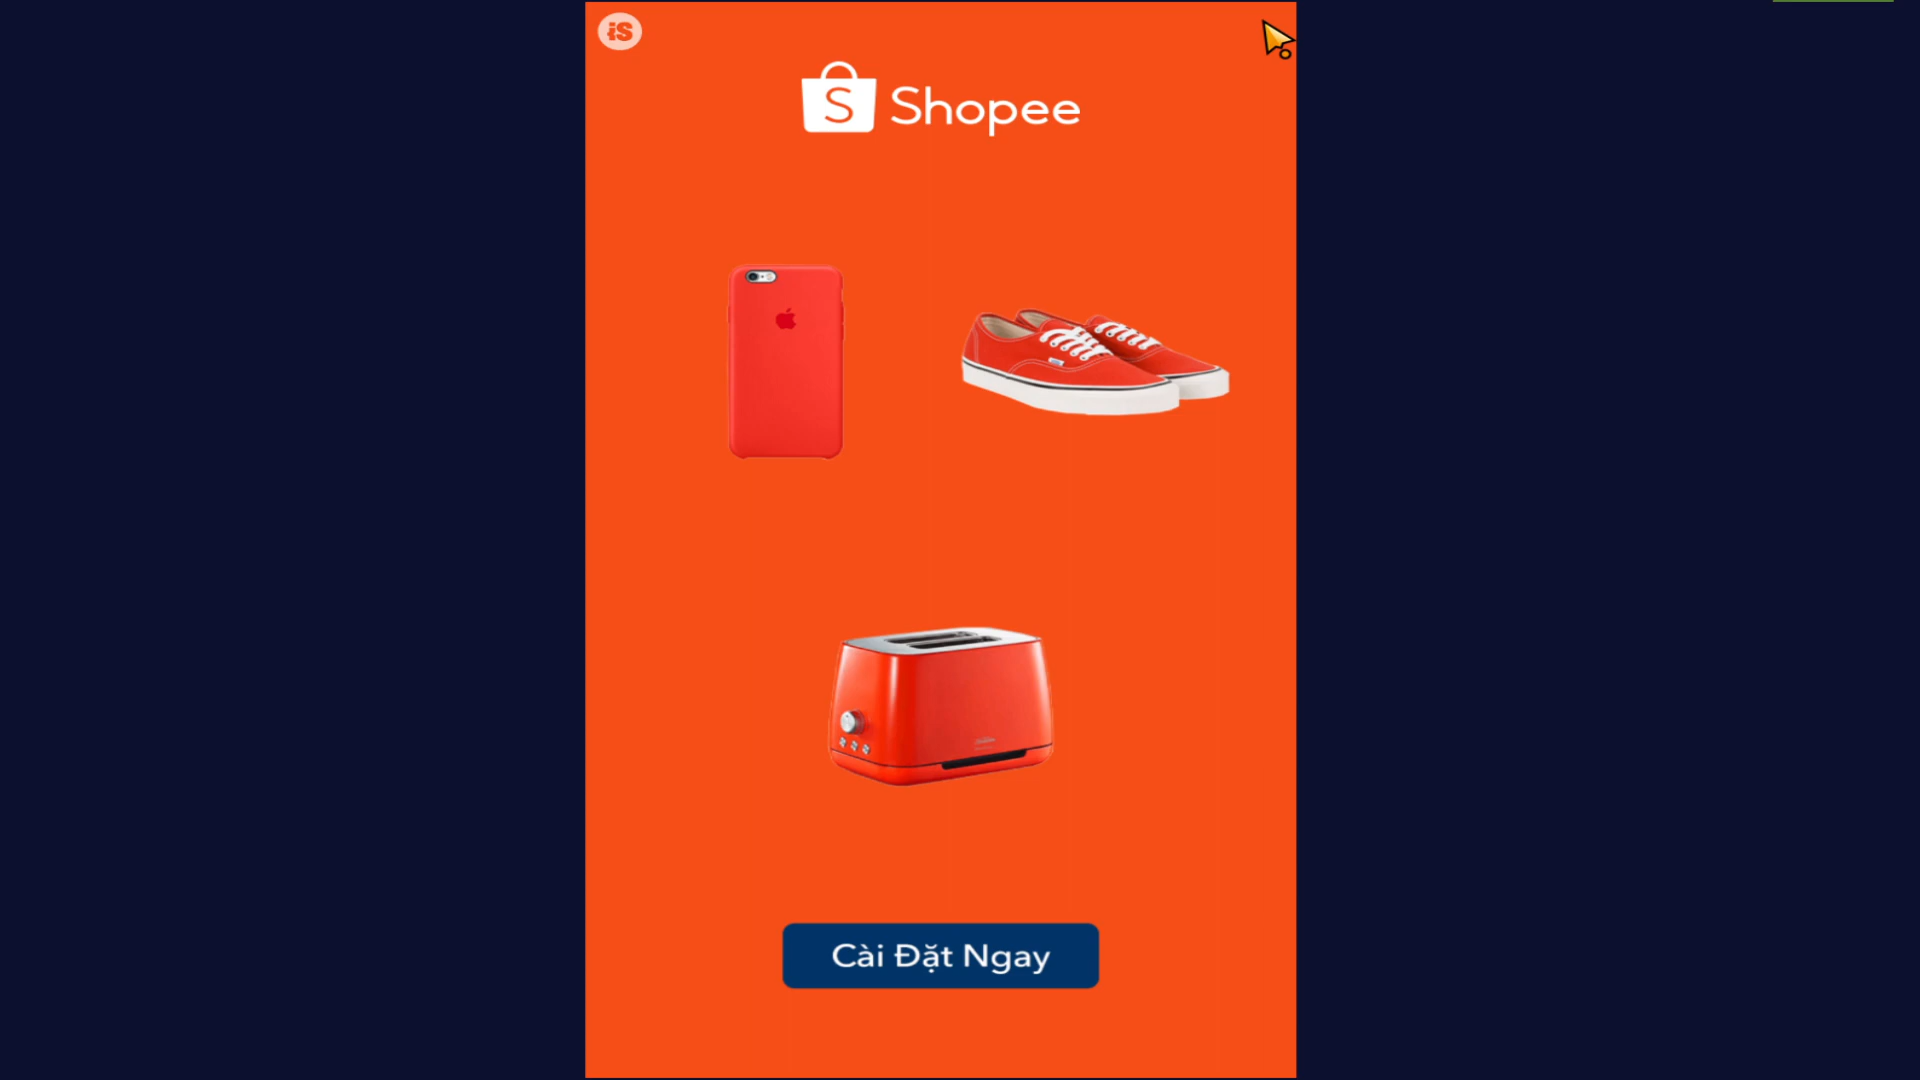 iS
S Shopee
Cài Đặt Ngay